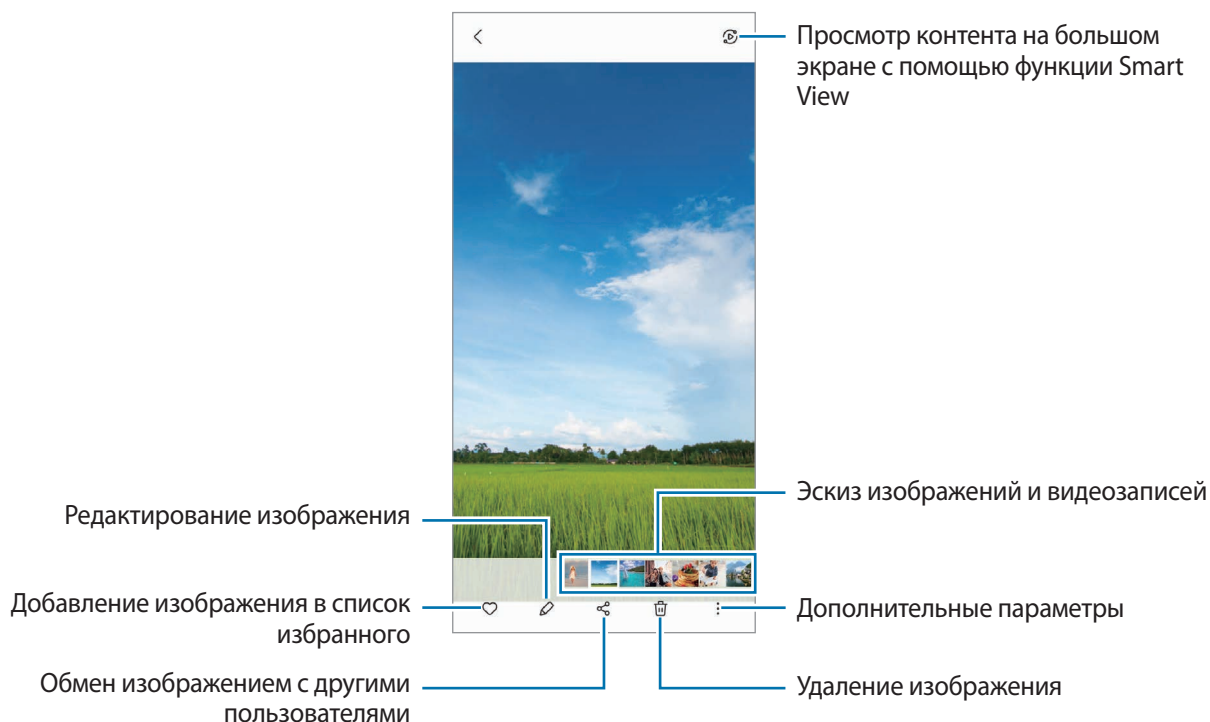 Просмотр контента на большом
экране с помощью функции Smart
View
Эскиз изображений и видеозаписей
Редактирование изображения
Добавление изображения в список
избранного
Дополнительные параметры
Обмен изображением с другими
пользователями
Удаление изображения